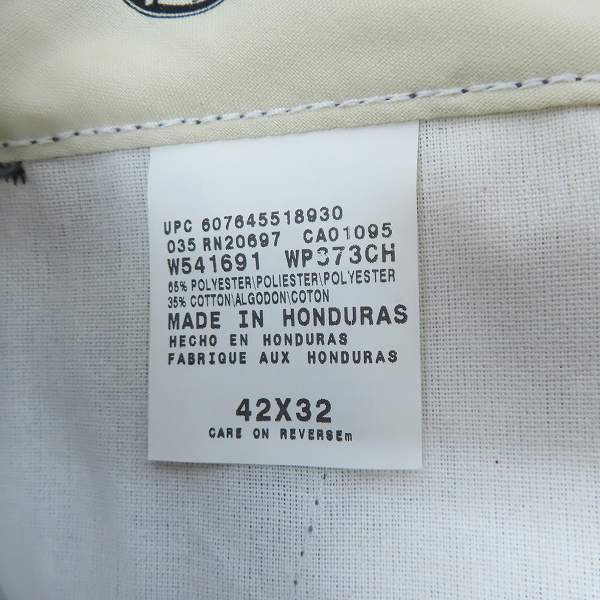 UPC 607645518930
035 RN20697 CA01095
W541691 WP373CH
65% POLYESTER\POLIESTER\POLYESTER
35% COTTON\ALGODON\COTON
MADE IN HONDURAS
HECHO EN HONDURAS
FABRIQUE AUX HONDURAS
42X32
CARE ON REVERSEm